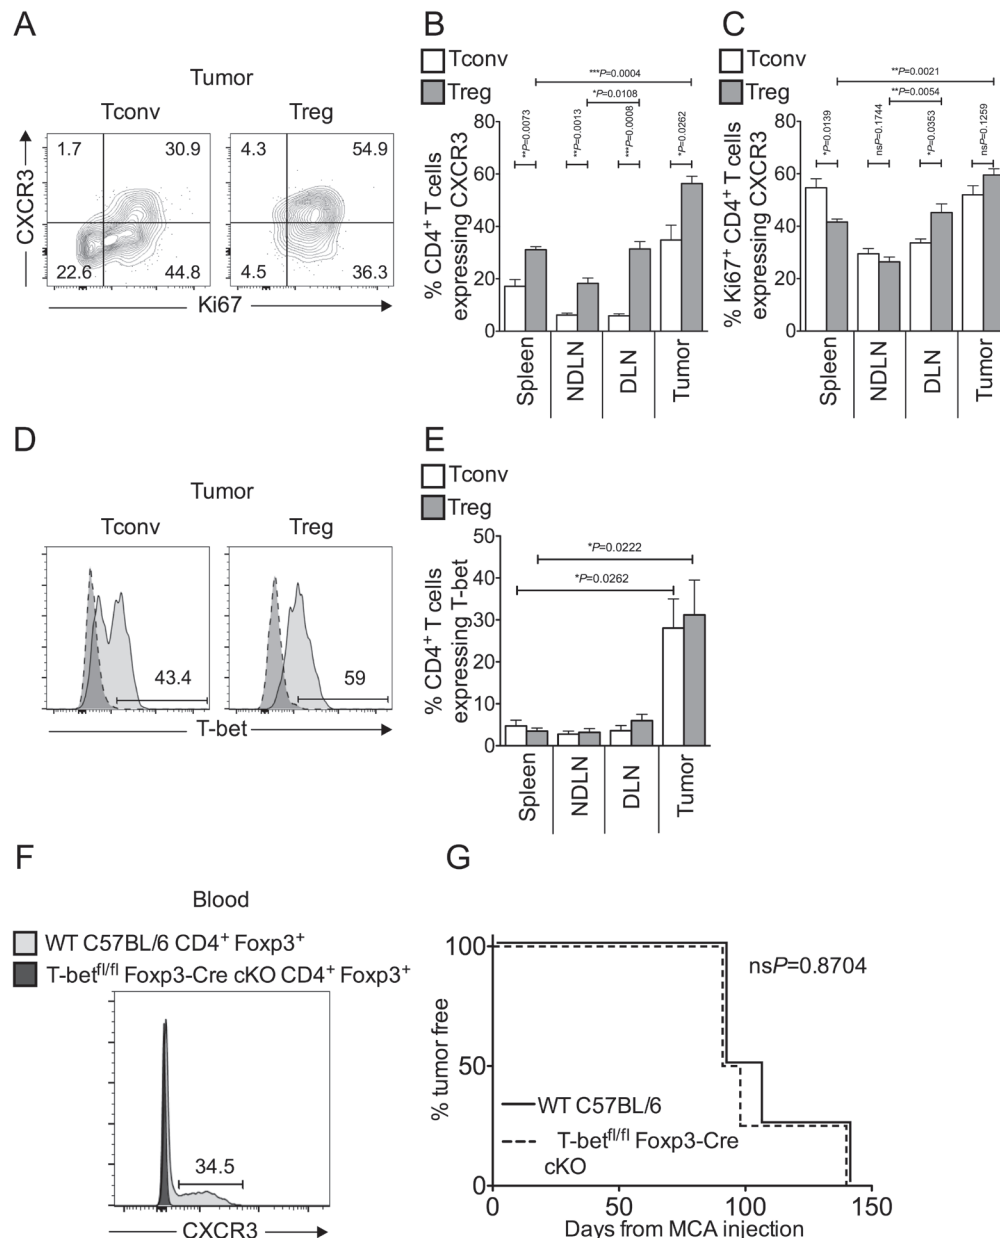 A
Tumor
Tconv
Treg
1.7
30.9
22.6
44.8
4.3
54.9
4.5
36.3
CXCR3
Ki67
B
Tconv
Treg
***P=0.0004
*P=0.0108
**P=0.0073
**P=0.0013
***P=0.0008
*P=0.0262
% CD4+ T cells
expressing CXCR3
80
60
40
20
0
Spleen
NDLN
DLN
Tumor
C
Tconv
Treg
**P=0.0021
**P=0.0054
*P=0.0139
nsP=0.1744
*P=0.0353
nsP=0.1259
% Ki67+ CD4+ T cells
expressing CXCR3
80
60
40
20
0
Spleen
NDLN
DLN
Tumor
D
Tumor
Tconv
Treg
43.4
59
T-bet
E
Tconv
Treg
*P=0.0222
*P=0.0262
% CD4+ T cells
expressing T-bet
50
40
30
20
10
0
Spleen
NDLN
DLN
Tumor
F
Blood
WT C57BL/6 CD4+ Foxp3+
T-betfl/fl Foxp3-Cre cKO CD4+ Foxp3+
34.5
CXCR3
G
100
50
0
% tumor free
nsP=0.8704
WT C57BL/6
T-betfl/fl Foxp3-Cre
cKO
0
50
100
150
Days from MCA injection